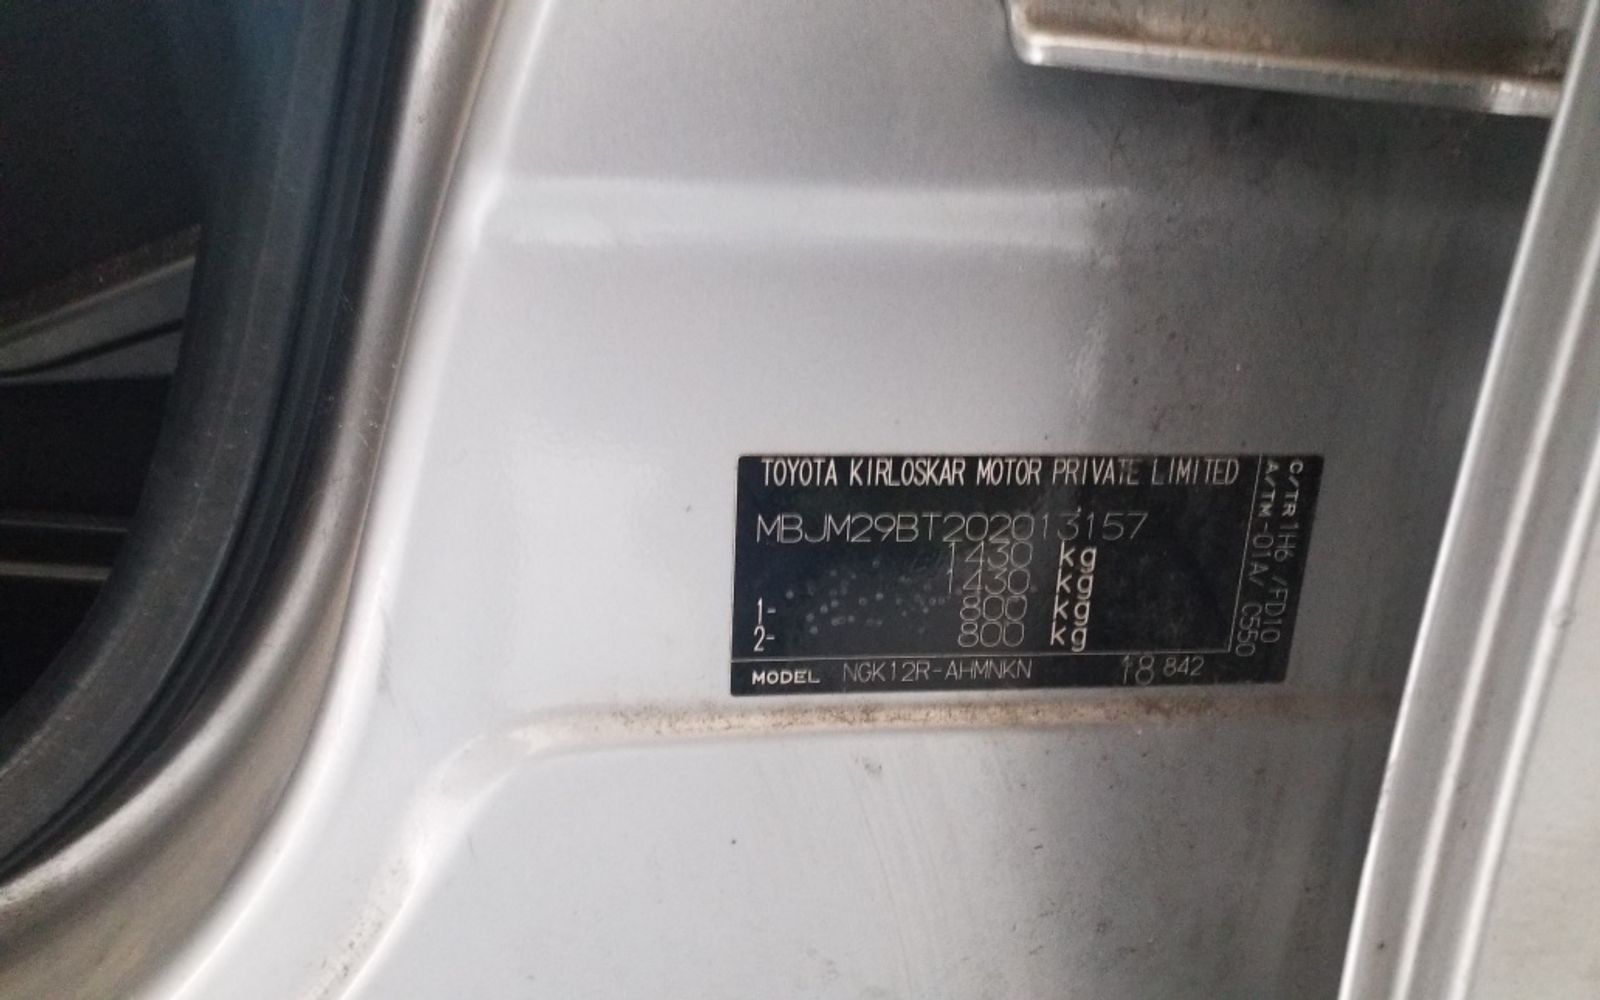 TOYOTA KIRLOSKAR MOTOR PRIVATE LIMITED
MBJM29BT202013157
1430 kg
1430 kg
1- 800 kg
2- 800 kg
MODEL NGK12R-AHMNKN 18 842
C/TR 1H6 /FD10
A/TM -01A/ C550